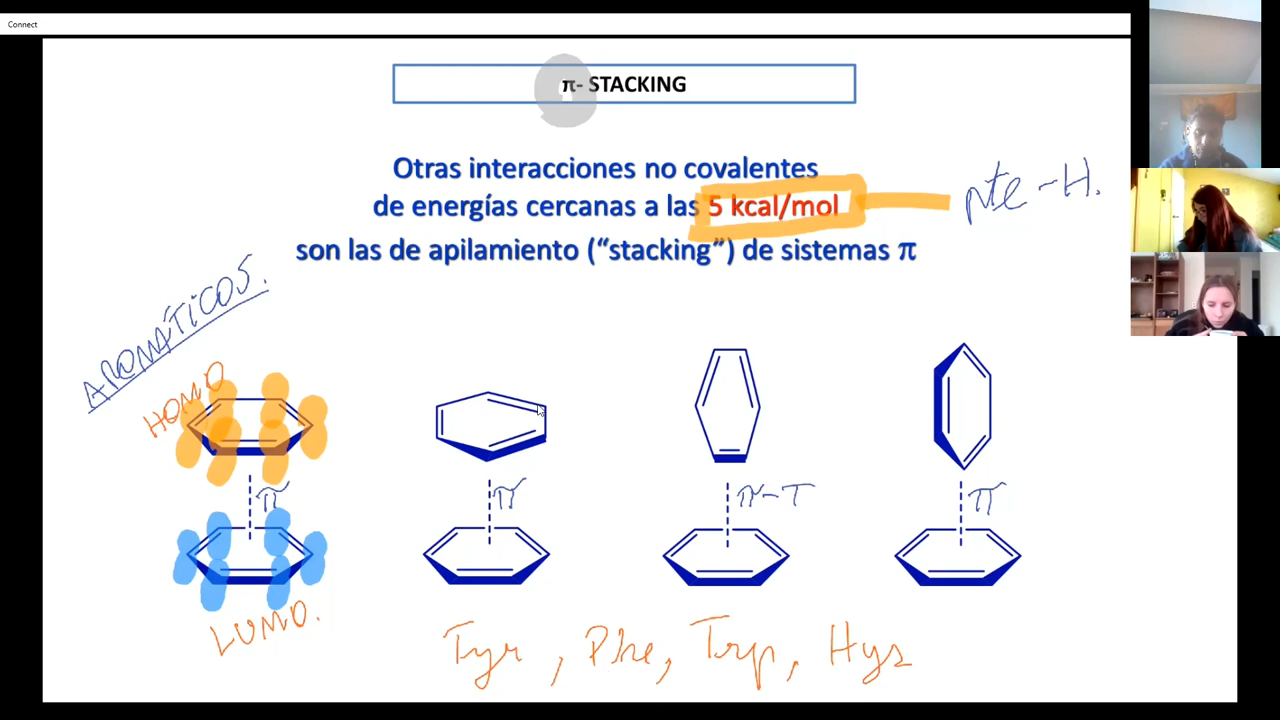 Connect
π- STACKING
Otras interacciones no covalentes
de energías cercanas a las 5 kcal/mol
pte-H.
son las de apilamiento (“stacking”) de sistemas π
AROMÁTICOS.
HOMO
π
π
π-T
π
LUMO.
Tyr, Phe, Trp, Hys